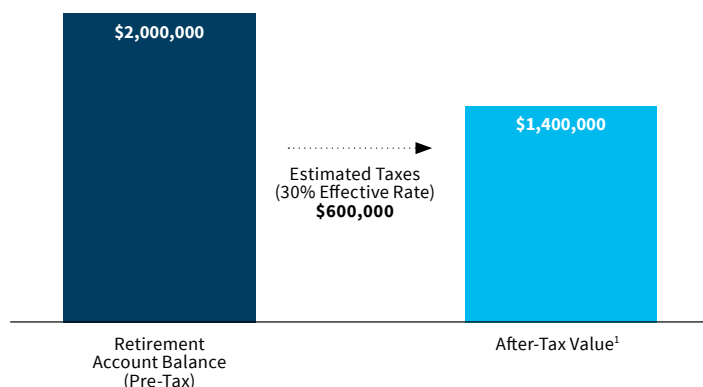 $2,000,000
$1,400,000
Estimated Taxes
(30% Effective Rate)
$600,000
Retirement
Account Balance
(Pre-Tax)
After-Tax Value¹